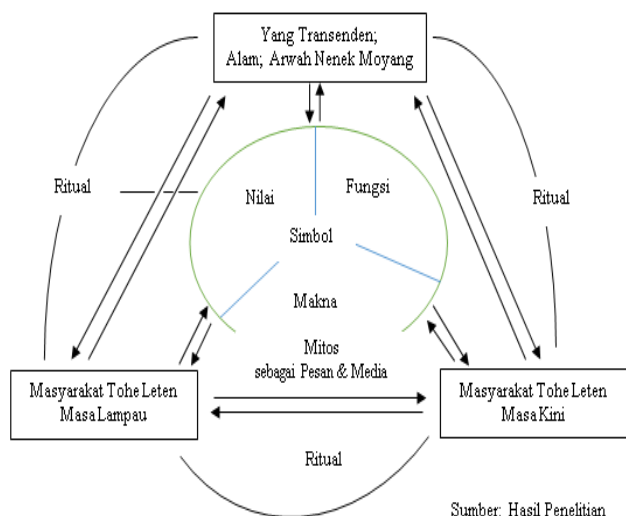 Yang Transenden;
Alam; Arwah Nenek Moyang
Ritual
Nilai
Fungsi
Ritual
Simbol
Makna
Mitos
sebagai Pesan & Media
Masyarakat Tohe Leten
Masa Lampau
Masyarakat Tohe Leten
Masa Kini
Ritual
Sumber: Hasil Penelitian